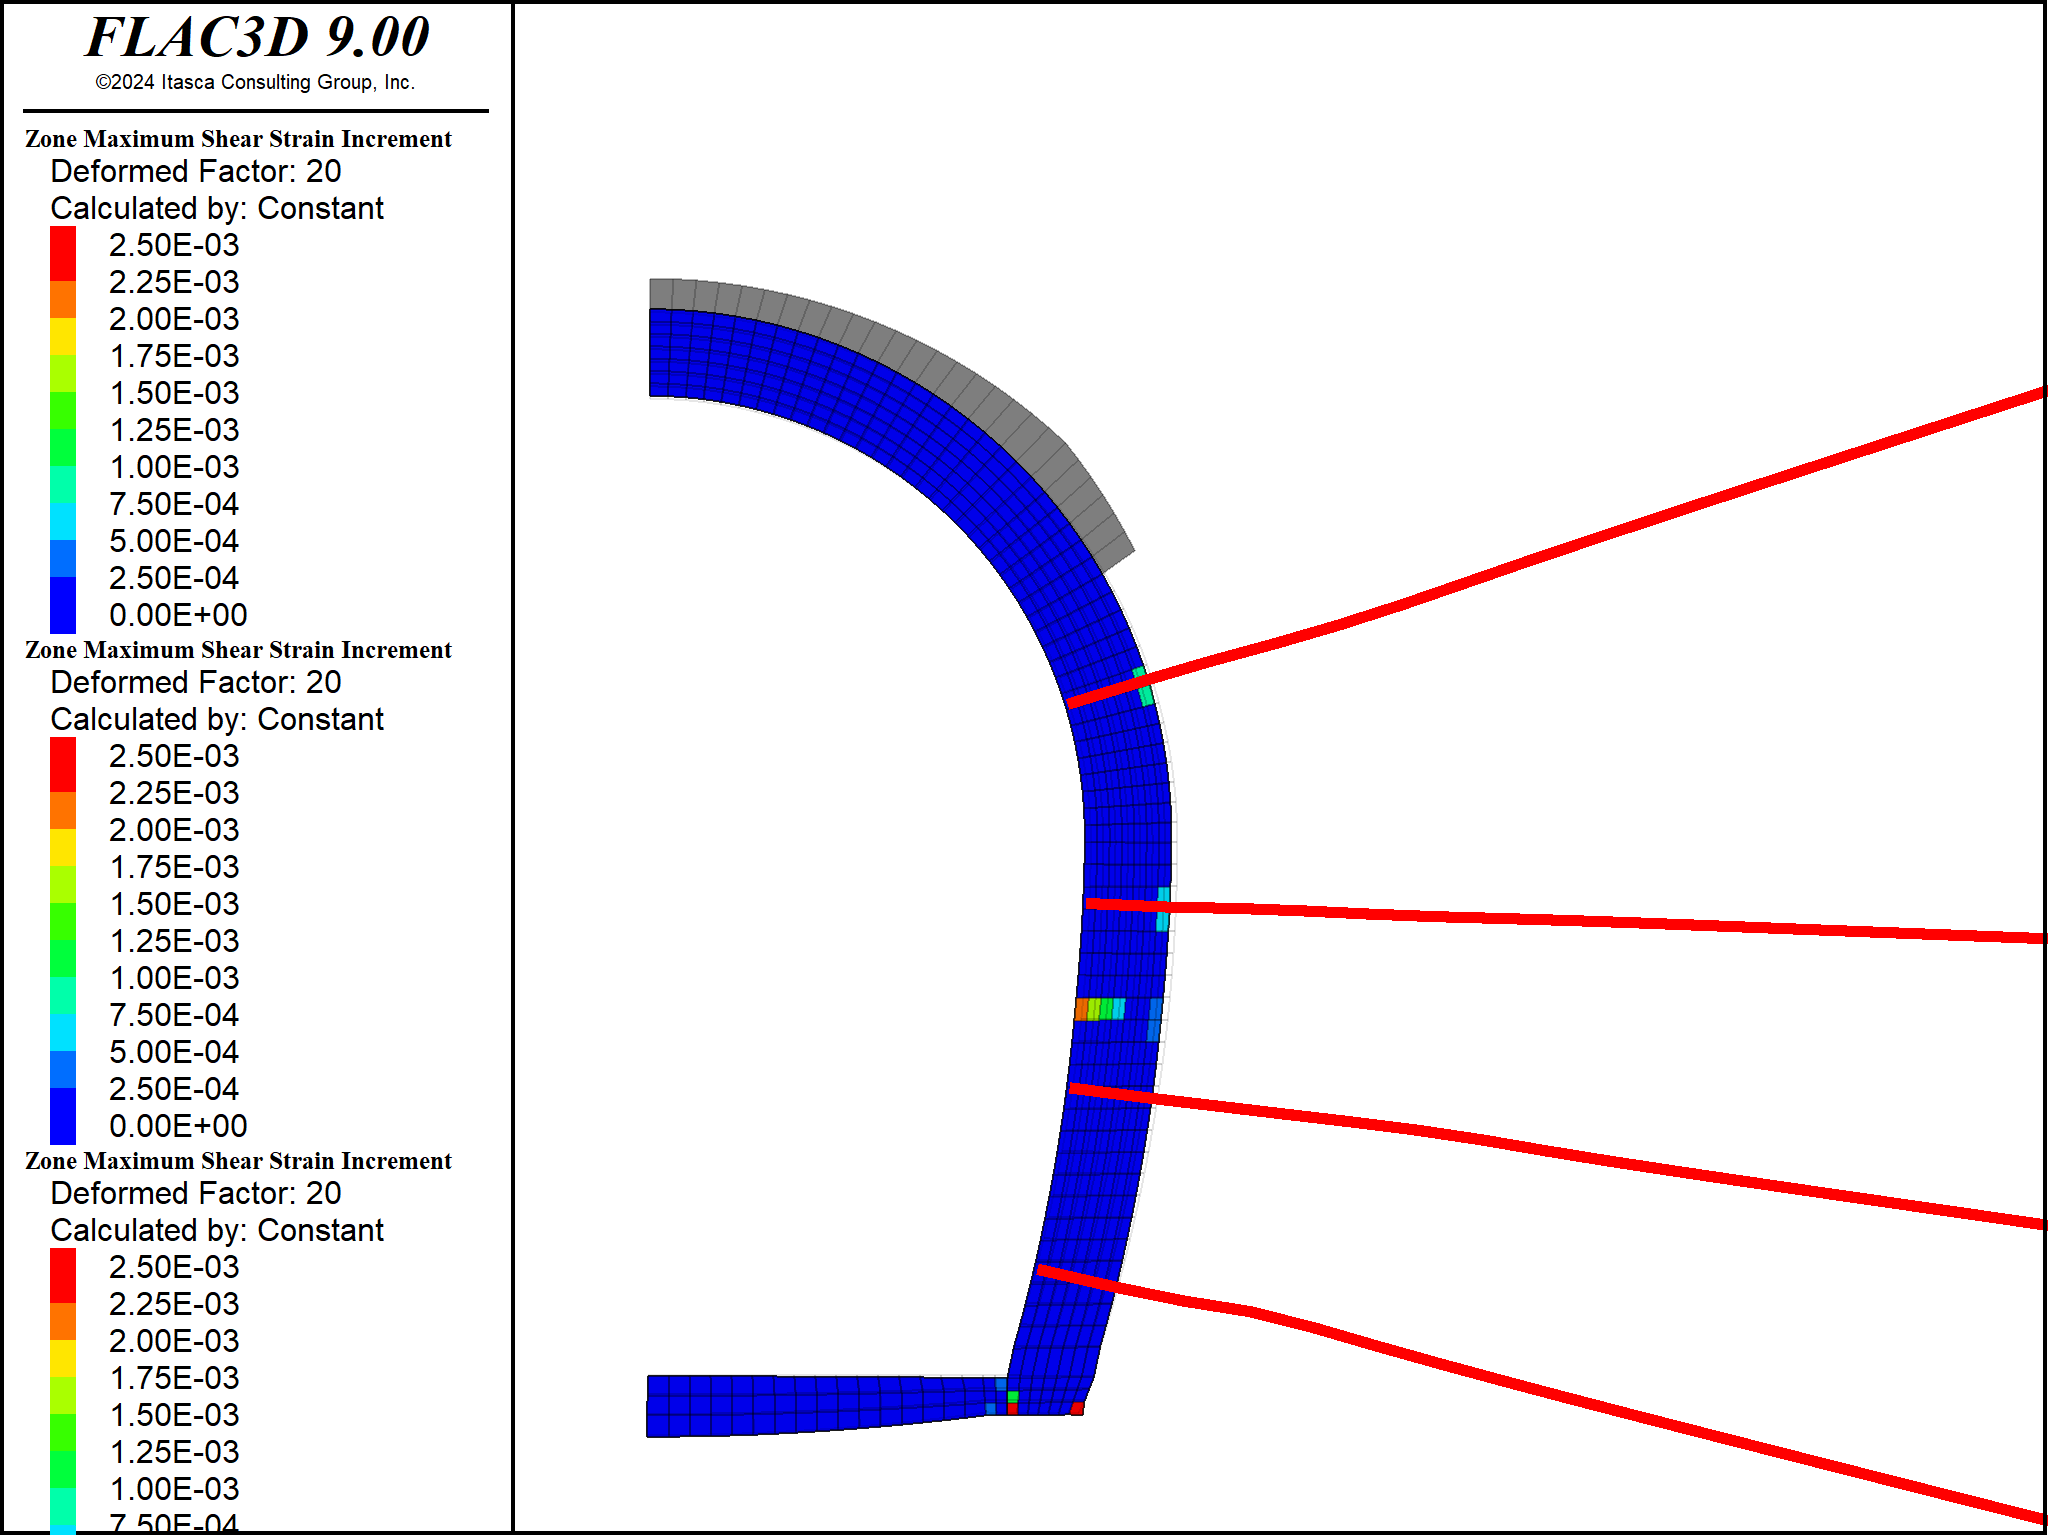 FLAC3D 9.00
©2024 Itasca Consulting Group, Inc.
Zone Maximum Shear Strain Increment
Deformed Factor: 20
Calculated by: Constant
2.50E-03
2.25E-03
2.00E-03
1.75E-03
1.50E-03
1.25E-03
1.00E-03
7.50E-04
5.00E-04
2.50E-04
0.00E+00
Zone Maximum Shear Strain Increment
Deformed Factor: 20
Calculated by: Constant
2.50E-03
2.25E-03
2.00E-03
1.75E-03
1.50E-03
1.25E-03
1.00E-03
7.50E-04
5.00E-04
2.50E-04
0.00E+00
Zone Maximum Shear Strain Increment
Deformed Factor: 20
Calculated by: Constant
2.50E-03
2.25E-03
2.00E-03
1.75E-03
1.50E-03
1.25E-03
1.00E-03
7.50E-04